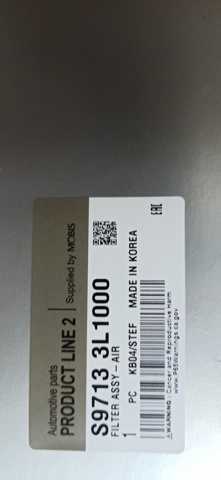 Automotive parts
PRODUCT LINE 2 | Supplied by MOBIS
S9713 3L1000
FILTER ASSY-AIR
1 PC KB04/STEF MADE IN KOREA
EAC
⚠WARNING : Cancer and Reproductive Harm
www.P65Warnings.ca.gov